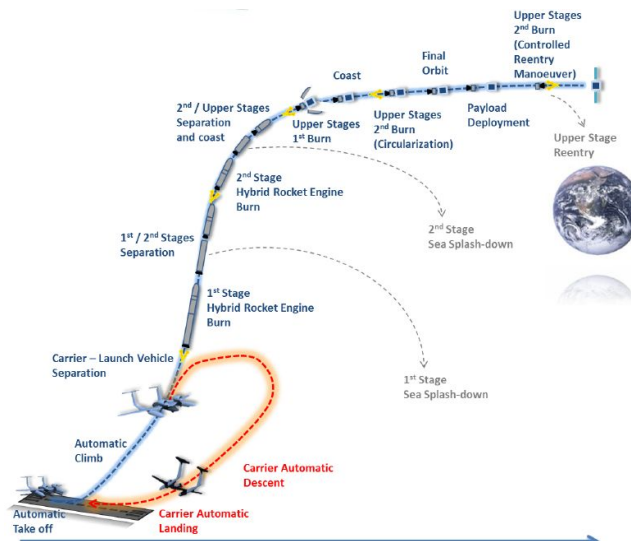 Upper Stages
2nd Burn
(Controlled
Reentry
Manoeuver)
Final
Orbit
Coast
2nd / Upper Stages
Separation
and coast
Upper Stages
1st Burn
Upper Stages
2nd Burn
(Circularization)
Payload
Deployment
Upper Stage
Reentry
2nd Stage
Hybrid Rocket Engine
Burn
2nd Stage
Sea Splash-down
1st / 2nd Stages
Separation
1st Stage
Hybrid Rocket Engine
Burn
Carrier – Launch Vehicle
Separation
1st Stage
Sea Splash-down
Automatic
Climb
Carrier Automatic
Descent
Automatic
Take off
Carrier Automatic
Landing